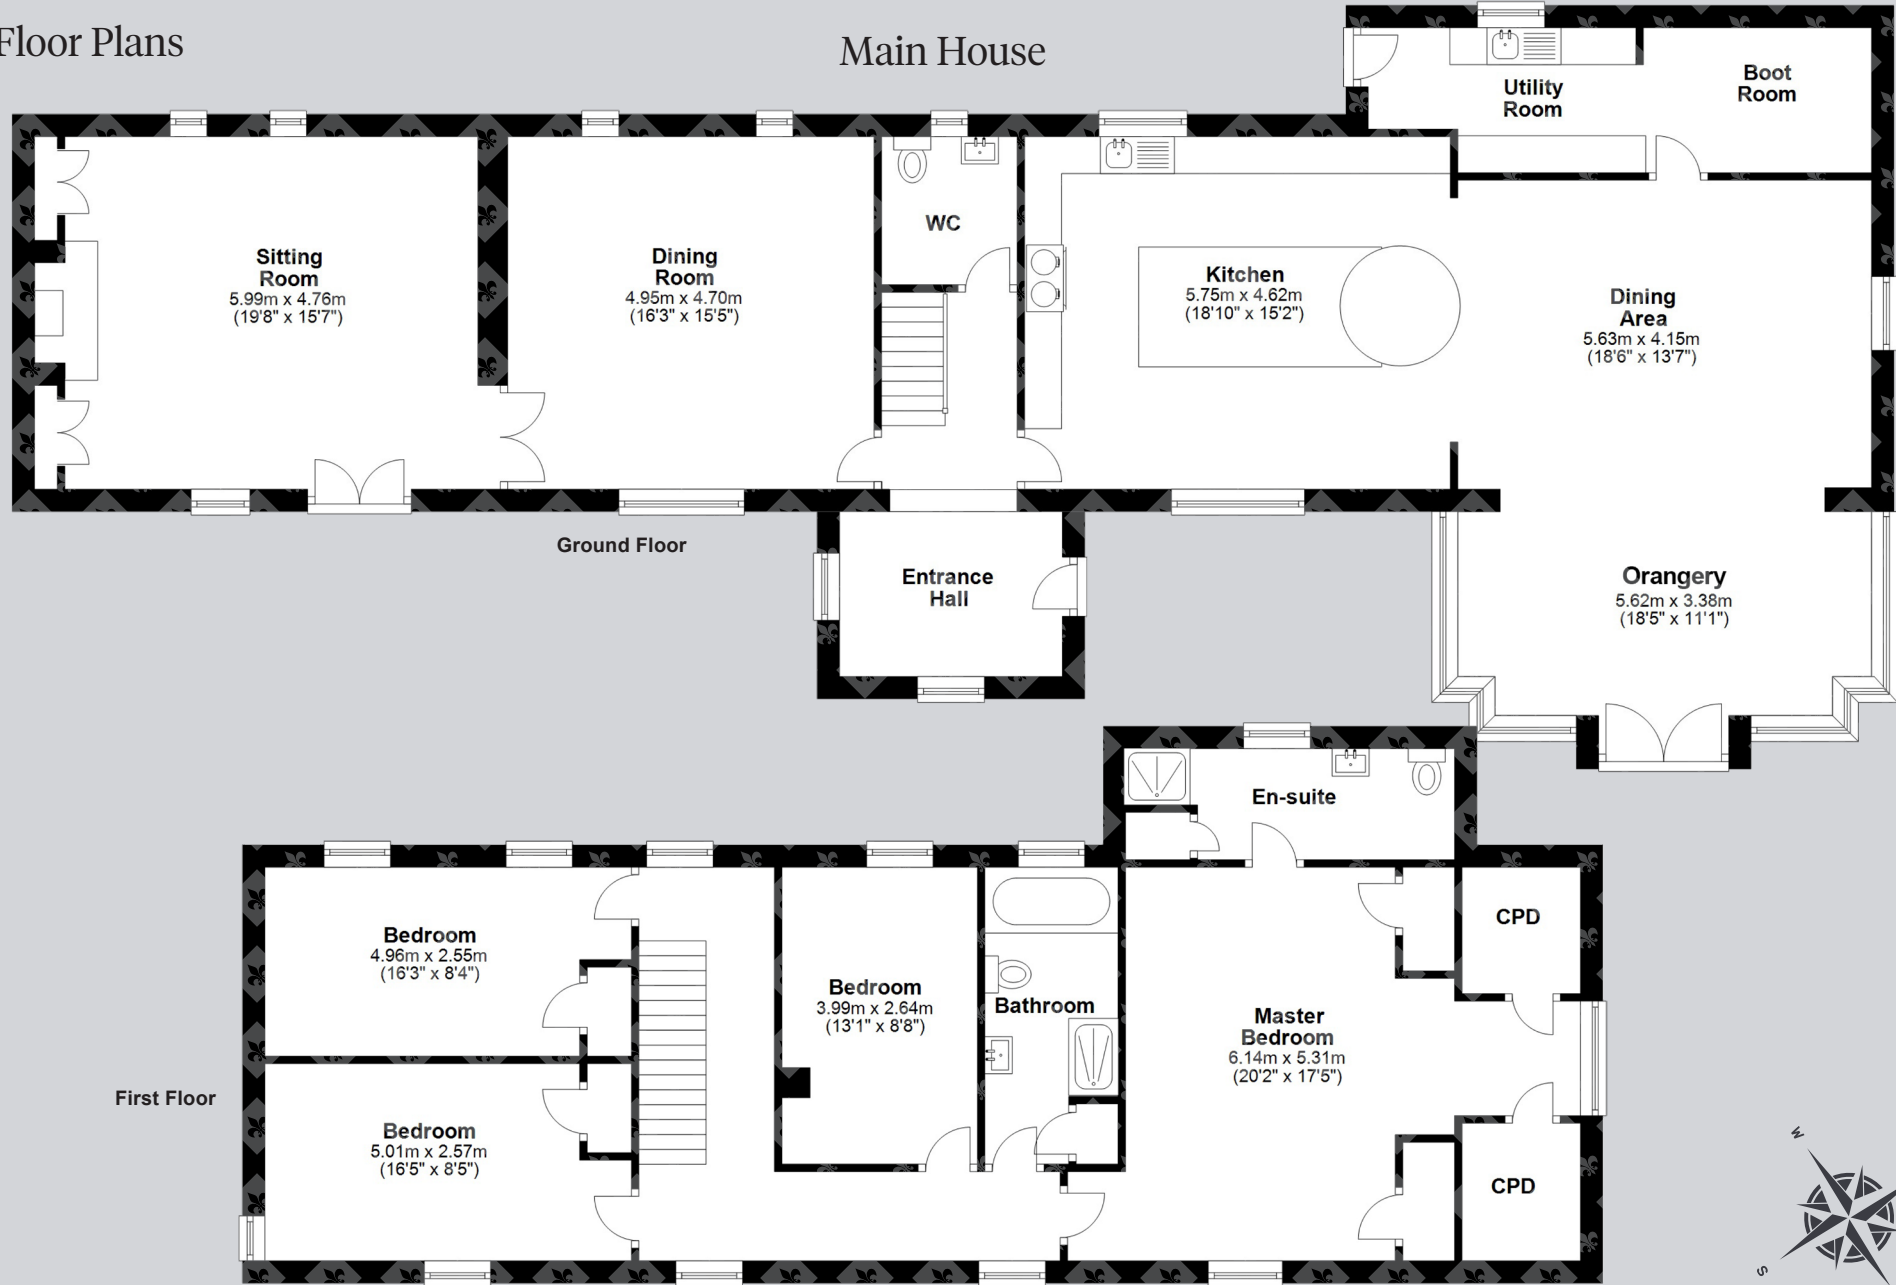 Floor Plans
Main House
Utility
Room
Boot
Room
Sitting
Room
5.99m x 4.76m
(19'8" x 15'7")
Dining
Room
4.95m x 4.70m
(16'3" x 15'5")
WC
Kitchen
5.75m x 4.62m
(18'10" x 15'2")
Dining
Area
5.63m x 4.15m
(18'6" x 13'7")
Ground Floor
Entrance
Hall
Orangery
5.62m x 3.38m
(18'5" x 11'1")
En-suite
Bedroom
4.96m x 2.55m
(16'3" x 8'4")
Bedroom
3.99m x 2.64m
(13'1" x 8'8")
Bathroom
Master
Bedroom
6.14m x 5.31m
(20'2" x 17'5")
CPD
First Floor
Bedroom
5.01m x 2.57m
(16'5" x 8'5")
CPD
W
S